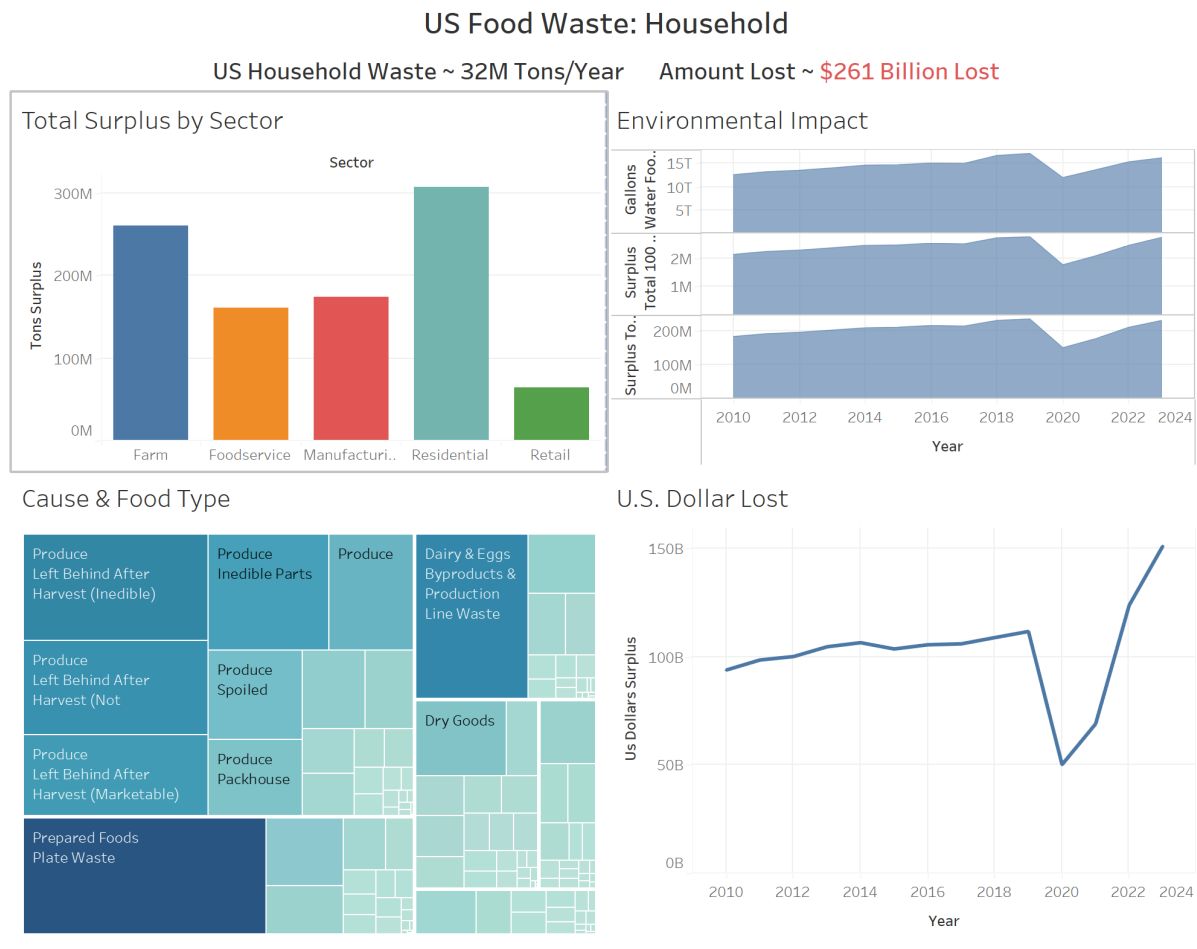 US Food Waste: Household
US Household Waste ~ 32M Tons/Year
Amount Lost ~ $261 Billion Lost
Total Surplus by Sector
Sector
Tons Surplus
300M
200M
100M
0M
Farm
Foodservice
Manufacturi..
Residential
Retail
Environmental Impact
Gallons
Water Foo..
15T
10T
5T
Surplus
Total 100 ..
2M
1M
Surplus To..
200M
100M
0M
2010
2012
2014
2016
2018
2020
2022
2024
Year
Cause & Food Type
Produce
Left Behind After
Harvest (Inedible)
Produce
Left Behind After
Harvest (Not
Produce
Left Behind After
Harvest (Marketable)
Produce
Inedible Parts
Produce
Produce
Spoiled
Produce
Packhouse
Prepared Foods
Plate Waste
Dairy & Eggs
Byproducts &
Production
Line Waste
Dry Goods
U.S. Dollar Lost
Us Dollars Surplus
150B
100B
50B
0B
2010
2012
2014
2016
2018
2020
2022
2024
Year